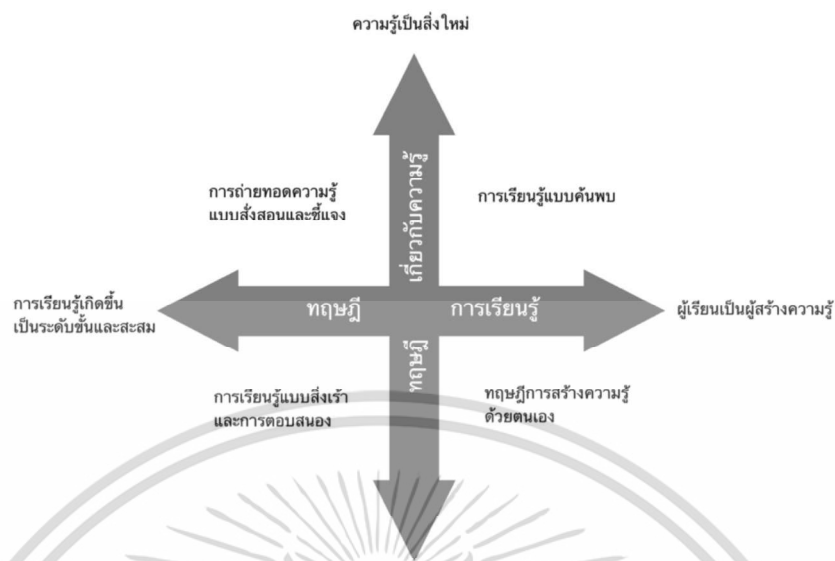 ความรู้เป็นสิ่งใหม่
การถ่ายทอดความรู้
แบบสั่งสอนและชี้แจง
การเรียนรู้แบบค้นพบ
เกี่ยวกับความรู้
การเรียนรู้เกิดขึ้น
เป็นระดับขั้นและสะสม
ทฤษฎี การเรียนรู้
ผู้เรียนเป็นผู้สร้างความรู้
ทฤษฎี
การเรียนรู้แบบสิ่งเร้า
และการตอบสนอง
ทฤษฎีการสร้างความรู้
ด้วยตนเอง